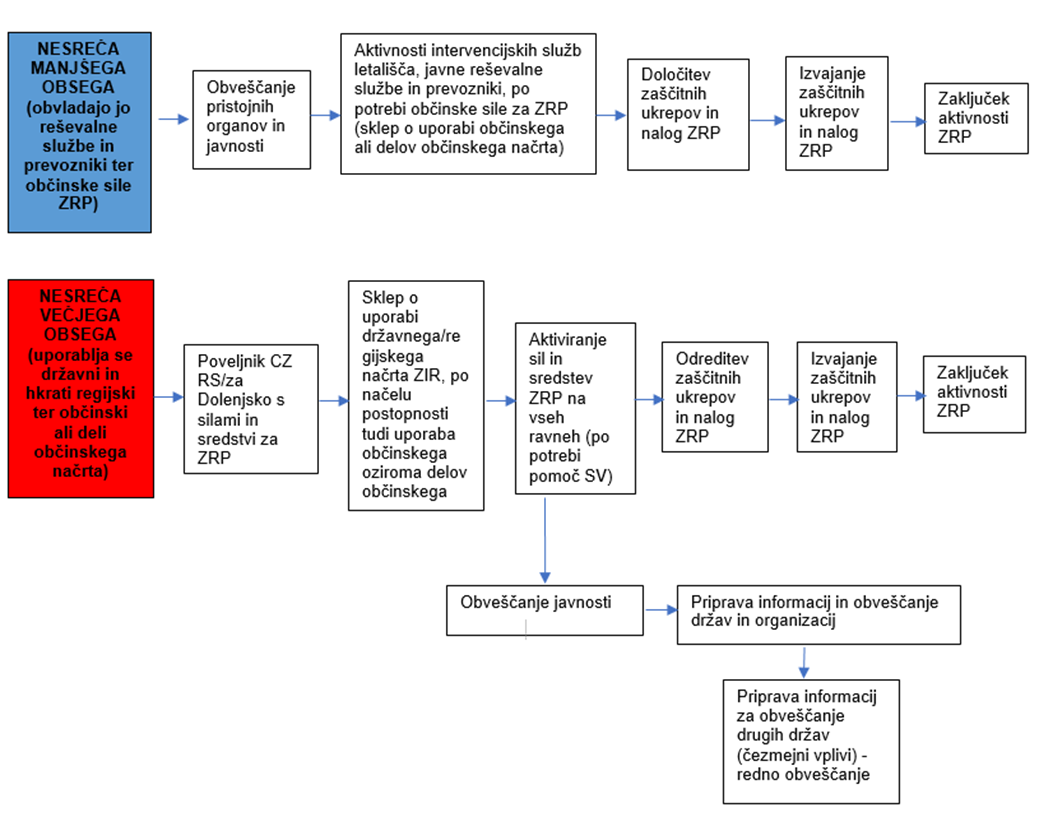 NESREČA
MANJŠEGA
OBSEGA
(obvladajo jo
reševalne
službe in
prevozniki ter
občinske sile
ZRP)
Obveščanje
pristojnih
organov in
javnosti
Aktivnosti intervencijskih služb
letališča, javne reševalne
službe in prevozniki, po
potrebi občinske sile za ZRP
(sklep o uporabi občinskega
ali delov občinskega načrta)
Določitev
zaščitnih
ukrepov in
nalog ZRP
Izvajanje
zaščitnih
ukrepov
in nalog
ZRP
Zaključek
aktivnosti
ZRP
NESREČA
VEČJEGA
OBSEGA
(uporablja se
državni in
hkrati regijski
ter občinski
ali deli
občinskega
načrta)
Poveljnik CZ
RS/za
Dolenjsko s
silami in
sredstvi za
ZRP
Sklep o
uporabi
državnega/re
gijskega
načrta ZIR, po
načelu
postopnosti
tudi uporaba
občinskega
oziroma delov
občinskega
Aktiviranje
sil in
sredstev
ZRP na
vseh
ravneh (po
potrebi
pomoč SV)
Odreditev
zaščitnih
ukrepov
in nalog
ZRP
Izvajanje
zaščitnih
ukrepov
in nalog
ZRP
Zaključek
aktivnosti
ZRP
Obveščanje javnosti
Priprava informacij in obveščanje
držav in organizacij
Priprava informacij
za obveščanje
drugih držav
(čezmejni vplivi) -
redno obveščanje